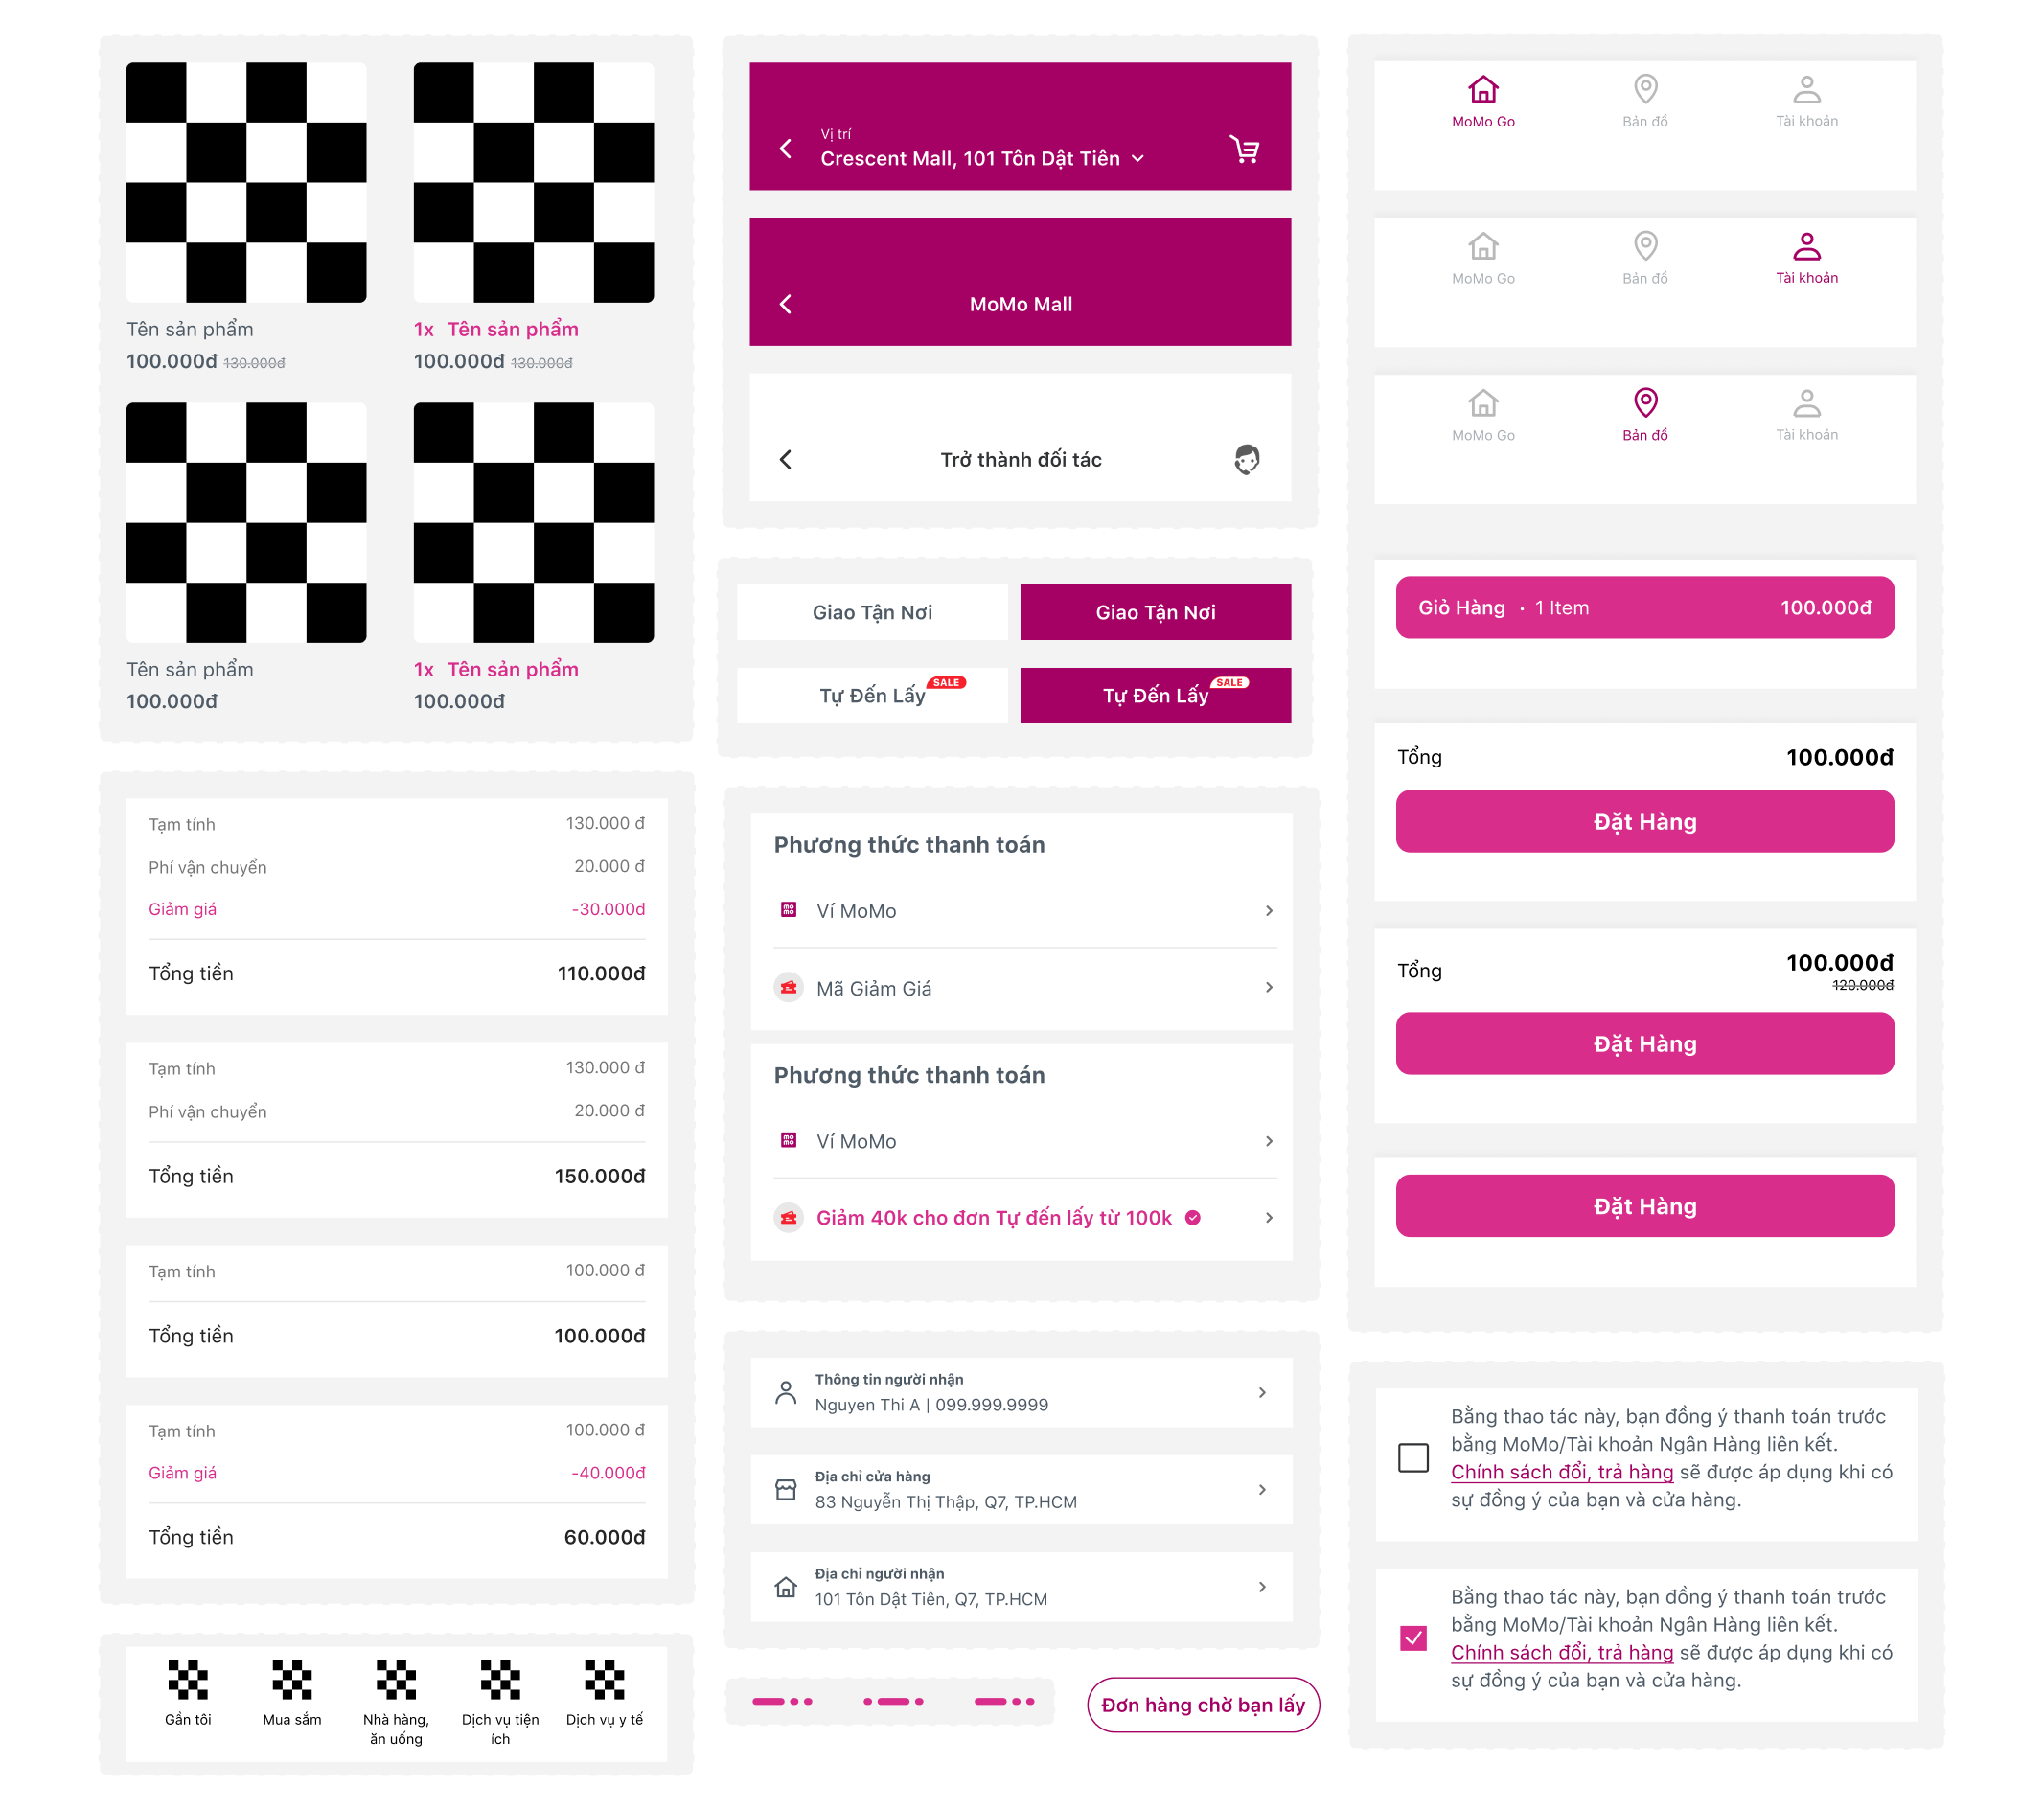 Tên sản phẩm
100.000đ 130.000đ
1x Tên sản phẩm
100.000đ 130.000đ
Tên sản phẩm
100.000đ
1x Tên sản phẩm
100.000đ
Tạm tính 130.000 đ
Phí vận chuyển 20.000 đ
Giảm giá -30.000đ
Tổng tiền 110.000đ
Tạm tính 130.000 đ
Phí vận chuyển 20.000 đ
Tổng tiền 150.000đ
Tạm tính 100.000 đ
Tổng tiền 100.000đ
Tạm tính 100.000 đ
Giảm giá -40.000đ
Tổng tiền 60.000đ
Gần tôi
Mua sắm
Nhà hàng,
ăn uống
Dịch vụ tiện
ích
Dịch vụ y tế
Vị trí
Crescent Mall, 101 Tôn Dật Tiên
MoMo Mall
Trở thành đối tác
Giao Tận Nơi
Giao Tận Nơi
Tự Đến Lấy SALE
Tự Đến Lấy SALE
Phương thức thanh toán
mo mo Ví MoMo
Mã Giảm Giá
Phương thức thanh toán
mo mo Ví MoMo
Giảm 40k cho đơn Tự đến lấy từ 100k
Thông tin người nhận
Nguyen Thi A | 099.999.9999
Địa chỉ cửa hàng
83 Nguyễn Thị Thập, Q7, TP.HCM
Địa chỉ người nhận
101 Tôn Dật Tiên, Q7, TP.HCM
Đơn hàng chờ bạn lấy
MoMo Go Bản đồ Tài khoản
MoMo Go Bản đồ Tài khoản
MoMo Go Bản đồ Tài khoản
Giỏ Hàng · 1 Item 100.000đ
Tổng 100.000đ
Đặt Hàng
Tổng 100.000đ
120.000đ
Đặt Hàng
Đặt Hàng
Bằng thao tác này, bạn đồng ý thanh toán trước
bằng MoMo/Tài khoản Ngân Hàng liên kết.
Chính sách đổi, trả hàng sẽ được áp dụng khi có
sự đồng ý của bạn và cửa hàng.
Bằng thao tác này, bạn đồng ý thanh toán trước
bằng MoMo/Tài khoản Ngân Hàng liên kết.
Chính sách đổi, trả hàng sẽ được áp dụng khi có
sự đồng ý của bạn và cửa hàng.